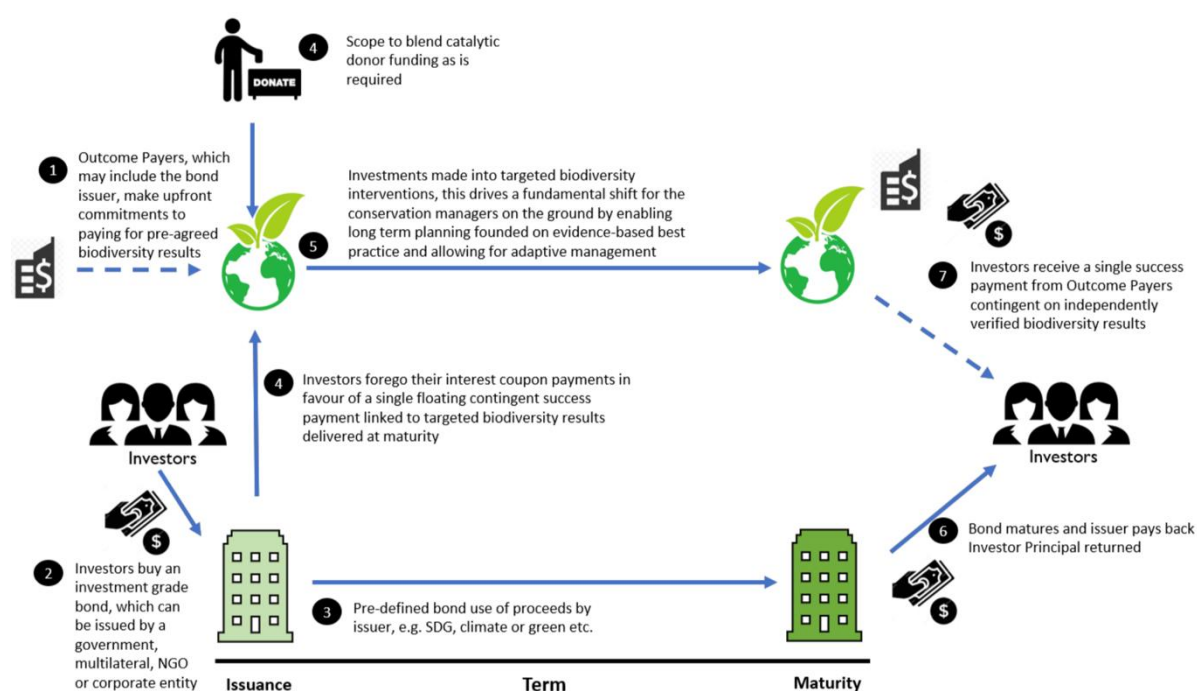 4
Scope to blend catalytic
donor funding as is
required
DONATE
1
Outcome Payers, which
may include the bond
issuer, make upfront
commitments to
paying for pre-agreed
biodiversity results
$
Investments made into targeted biodiversity
interventions, this drives a fundamental shift for the
conservation managers on the ground by enabling
long term planning founded on evidence-based best
practice and allowing for adaptive management
5
$
$
7
Investors receive a single success
payment from Outcome Payers
contingent on independently
verified biodiversity results
4
Investors forego their interest coupon payments in
favour of a single floating contingent success
payment linked to targeted biodiversity results
delivered at maturity
Investors
Investors
$
2
Investors buy an
investment grade
bond, which can
be issued by a
government,
multilateral, NGO
or corporate entity
3
Pre-defined bond use of proceeds by
issuer, e.g. SDG, climate or green etc.
6
Bond matures and issuer pays back
Investor Principal returned
$
Issuance
Term
Maturity